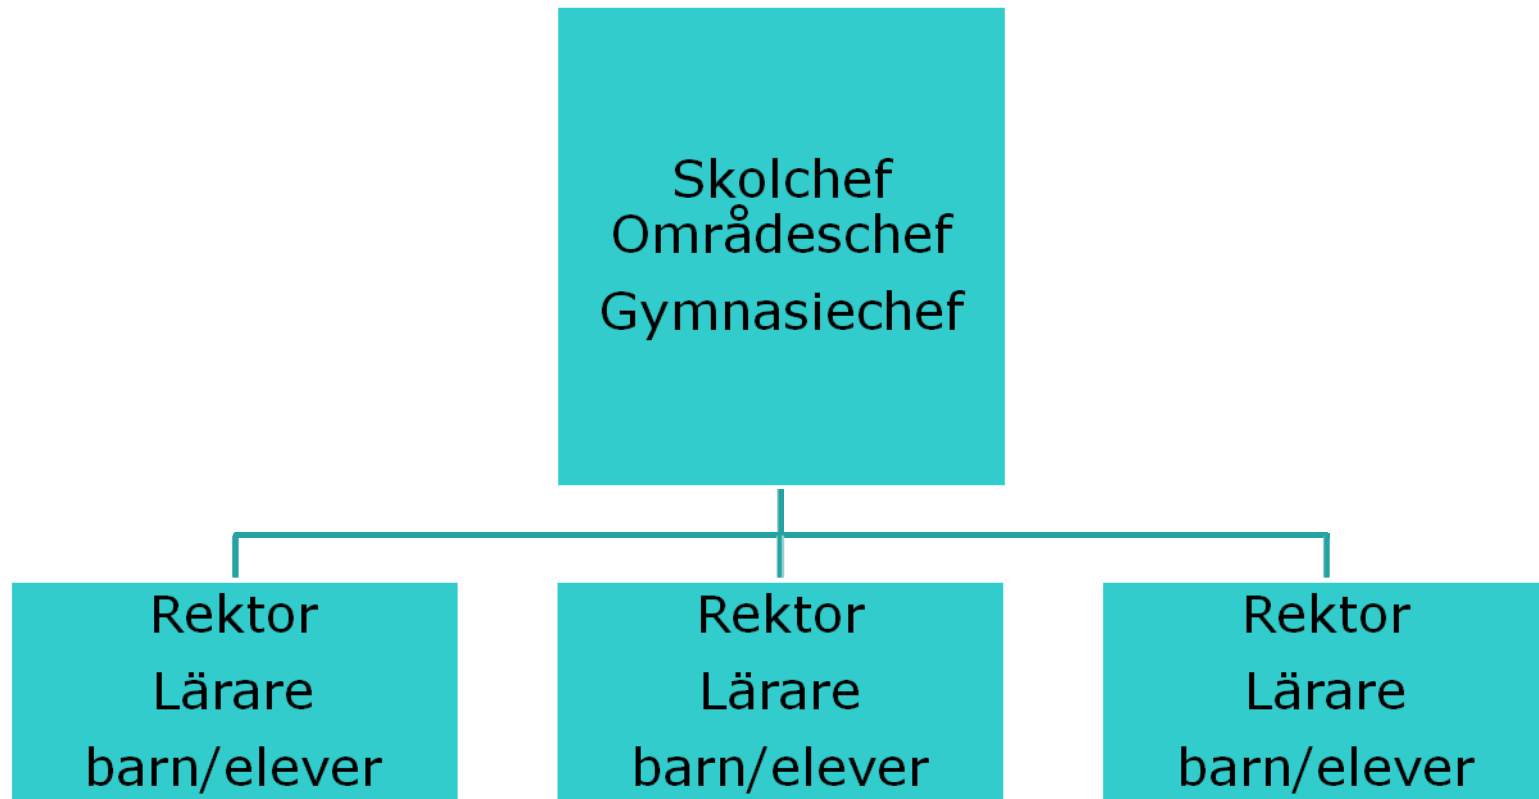 Skolchef
Områdeschef
Gymnasiechef
Rektor
Lärare
barn/elever
Rektor
Lärare
barn/elever
Rektor
Lärare
barn/elever